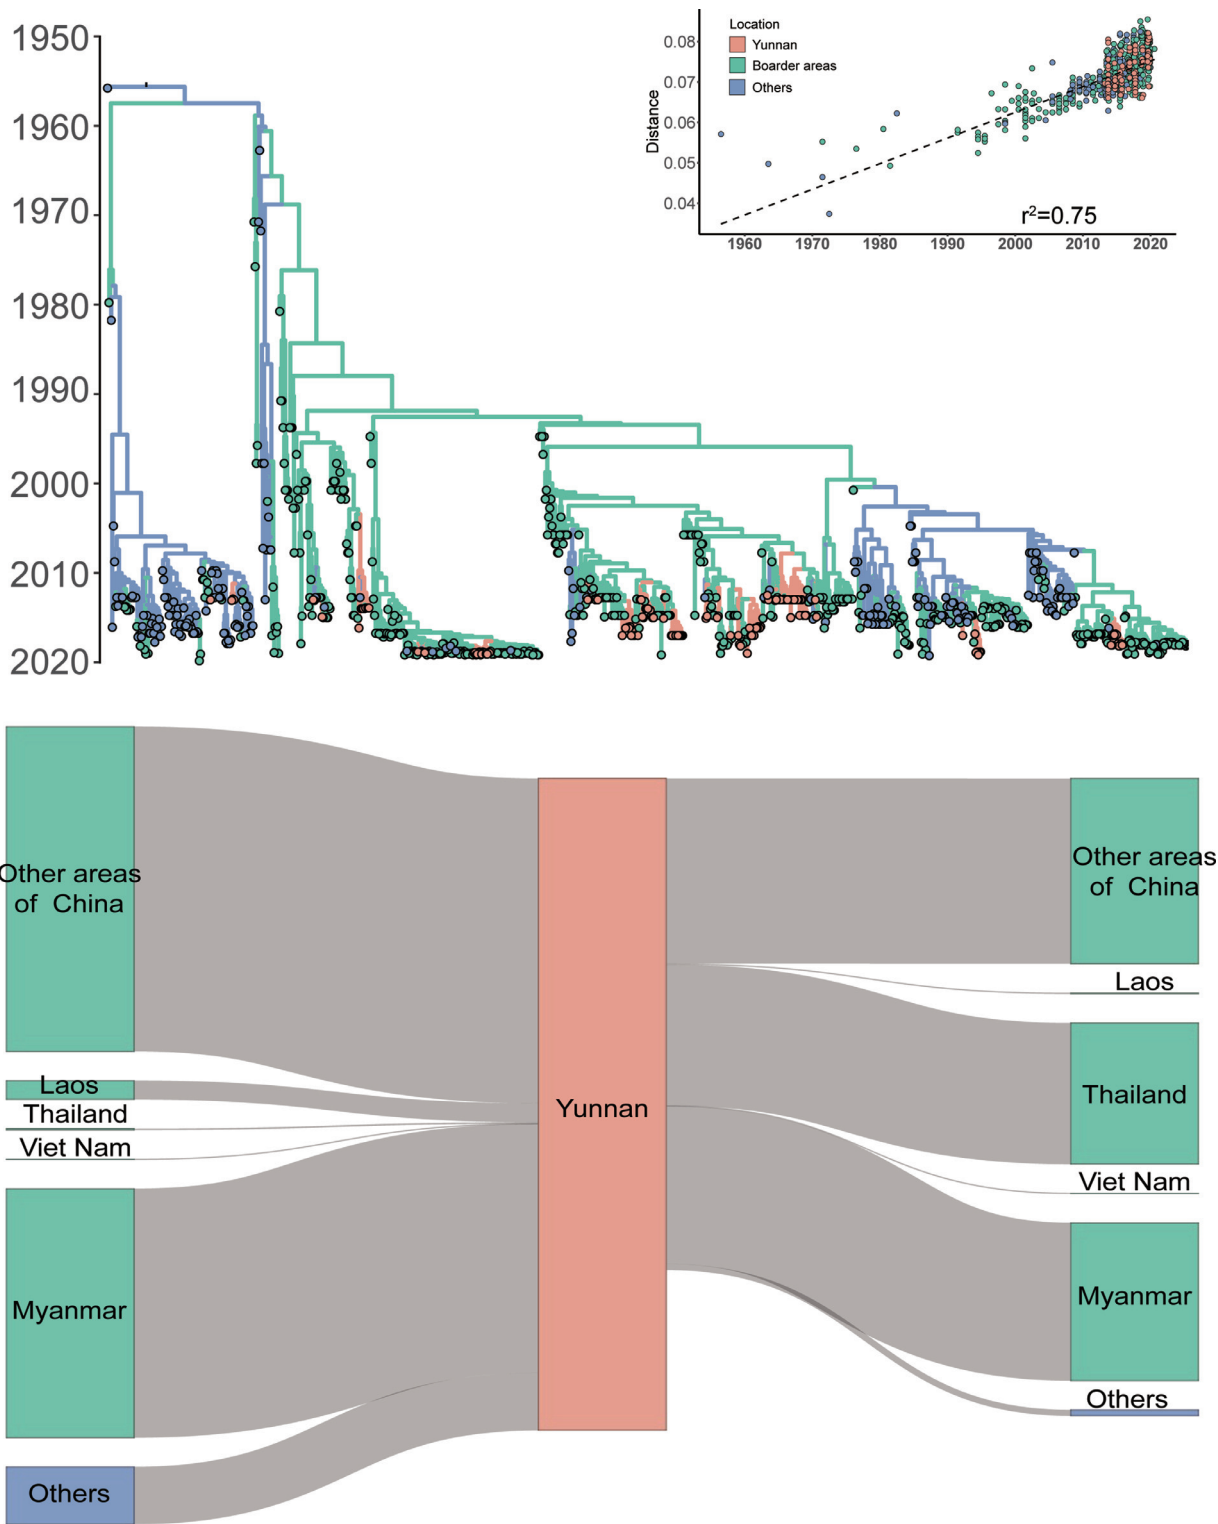 1950
1960
1970
1980
1990
2000
2010
2020
Location
Yunnan
Boarder areas
Others
Distance
0.08
0.07
0.06
0.05
0.04
r²=0.75
1960 1970 1980 1990 2000 2010 2020
Other areas
of China
Laos
Thailand
Viet Nam
Myanmar
Others
Yunnan
Other areas
of China
Laos
Thailand
Viet Nam
Myanmar
Others